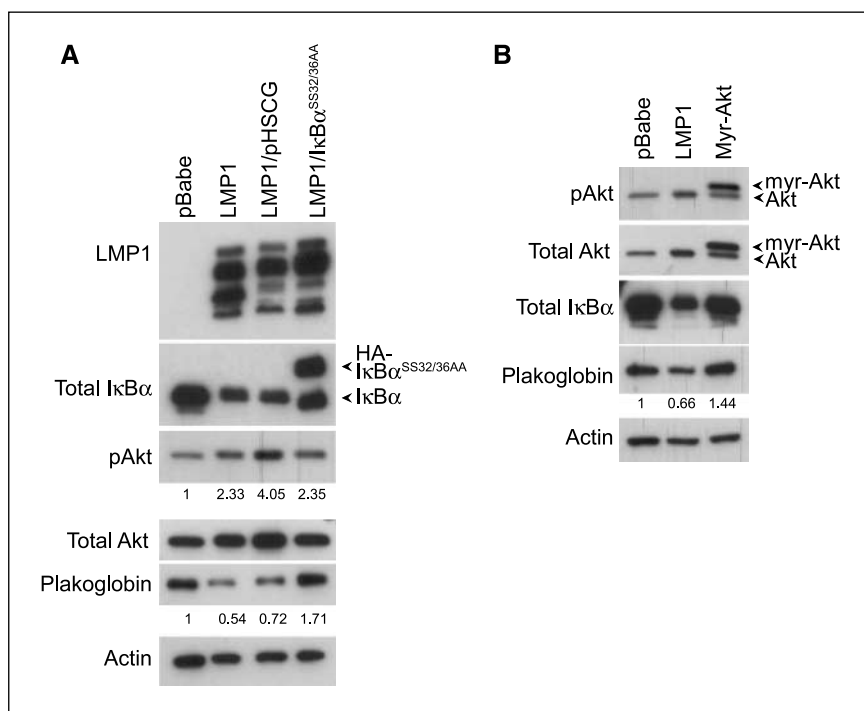 A
pBabe
LMP1
LMP1/pHSCG
LMP1/IκBα^SS32/36AA
LMP1
HA-
IκBα^SS32/36AA
Total IκBα
IκBα
pAkt
1 2.33 4.05 2.35
Total Akt
Plakoglobin
1 0.54 0.72 1.71
Actin
B
pBabe
LMP1
Myr-Akt
pAkt
myr-Akt
Akt
Total Akt
myr-Akt
Akt
Total IκBα
Plakoglobin
1 0.66 1.44
Actin